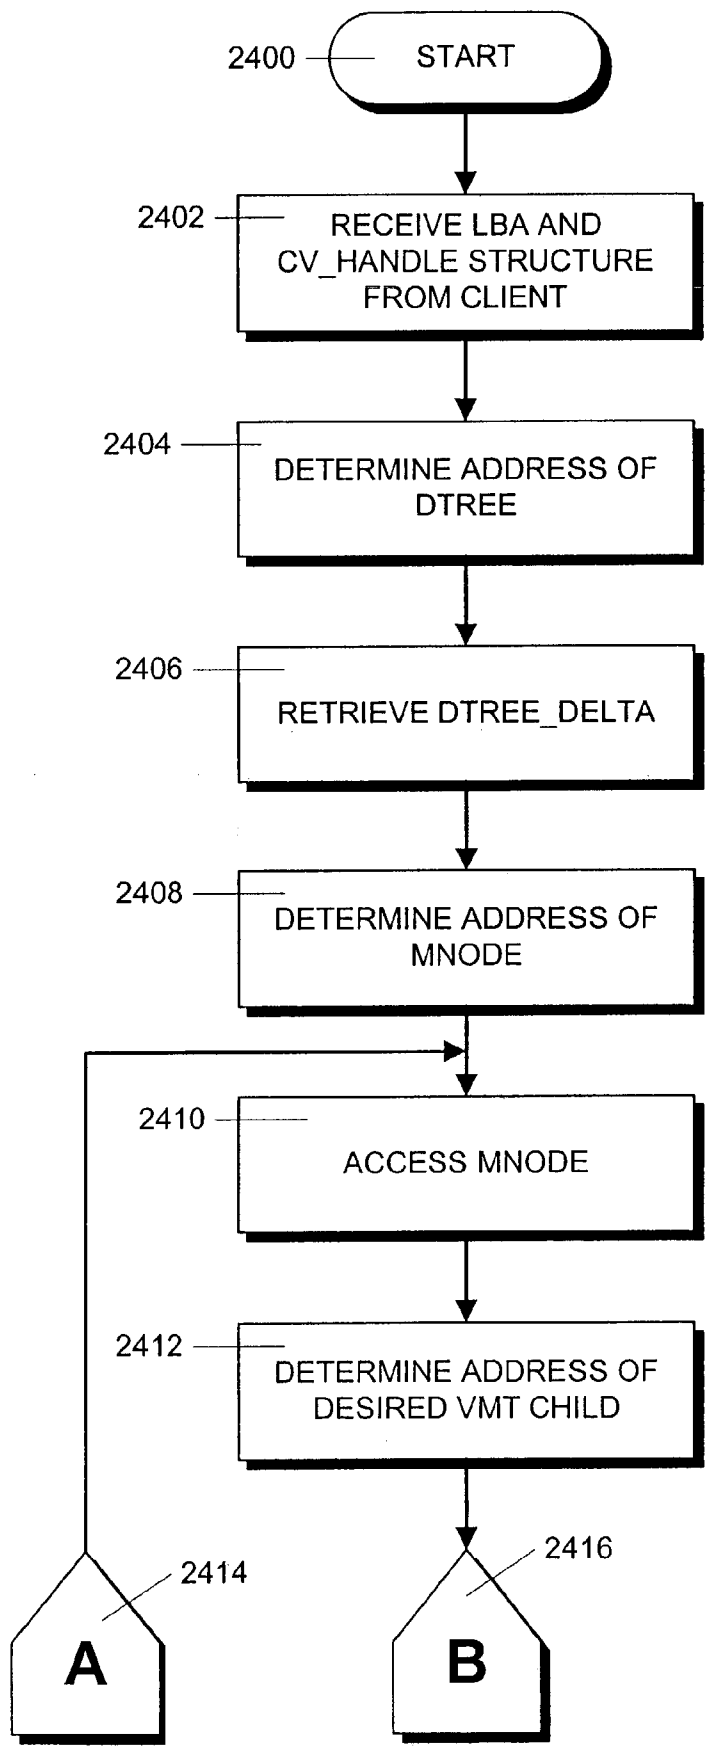 2400
START
2402
RECEIVE LBA AND
CV_HANDLE STRUCTURE
FROM CLIENT
2404
DETERMINE ADDRESS OF
DTREE
2406
RETRIEVE DTREE_DELTA
2408
DETERMINE ADDRESS OF
MNODE
2410
ACCESS MNODE
2412
DETERMINE ADDRESS OF
DESIRED VMT CHILD
2414
A
2416
B